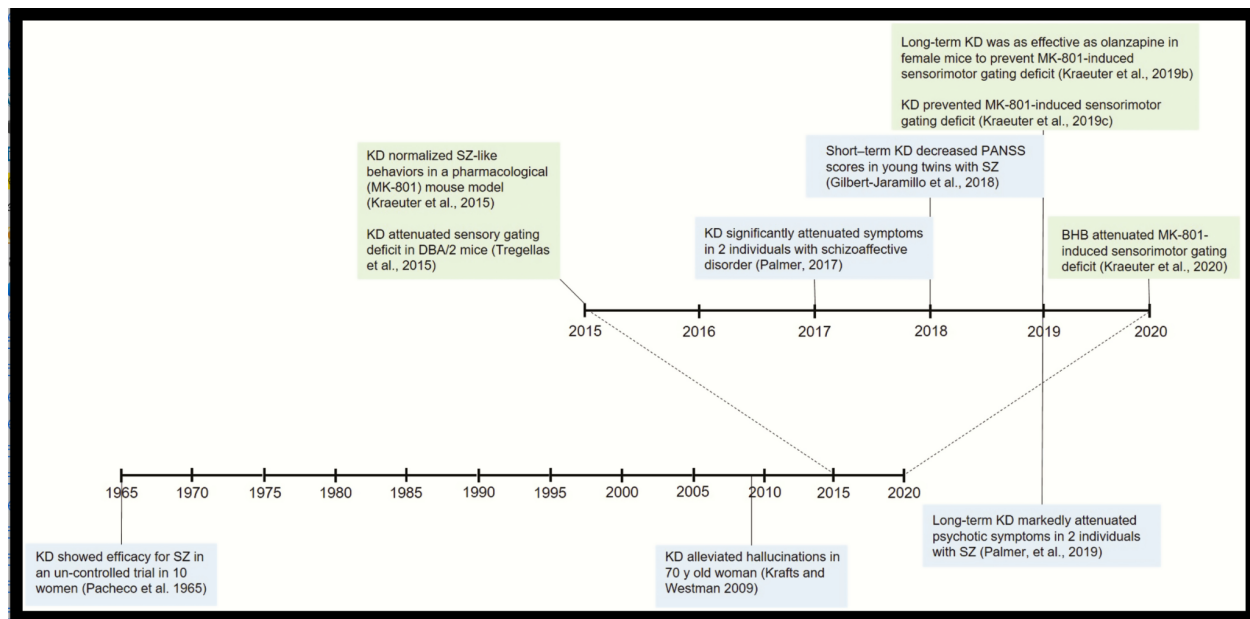 Long-term KD was as effective as olanzapine in
female mice to prevent MK-801-induced
sensorimotor gating deficit (Kraeuter et al., 2019b)
KD prevented MK-801-induced sensorimotor
gating deficit (Kraeuter et al., 2019c)
KD normalized SZ-like
behaviors in a pharmacological
(MK-801) mouse model
(Kraeuter et al., 2015)
KD attenuated sensory gating
deficit in DBA/2 mice (Tregellas
et al., 2015)
Short–term KD decreased PANSS
scores in young twins with SZ
(Gilbert-Jaramillo et al., 2018)
KD significantly attenuated symptoms
in 2 individuals with schizoaffective
disorder (Palmer, 2017)
BHB attenuated MK-801-
induced sensorimotor gating
deficit (Kraeuter et al., 2020)
2015 2016 2017 2018 2019 2020
1965 1970 1975 1980 1985 1990 1995 2000 2005 2010 2015 2020
KD showed efficacy for SZ in
an un-controlled trial in 10
women (Pacheco et al. 1965)
KD alleviated hallucinations in
70 y old woman (Krafts and
Westman 2009)
Long-term KD markedly attenuated
psychotic symptoms in 2 individuals
with SZ (Palmer, et al., 2019)